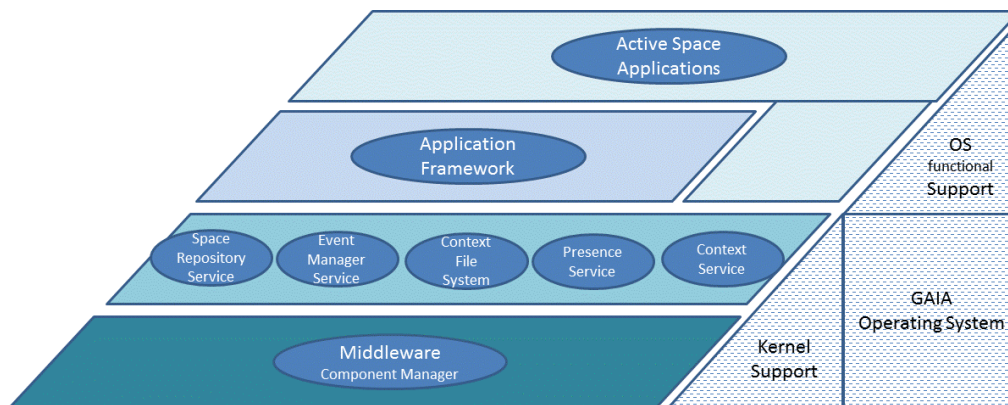 Active Space
Applications
Application
Framework
OS
functional
Support
Space
Repository
Service
Event
Manager
Service
Context
File
System
Presence
Service
Context
Service
GAIA
Operating System
Middleware
Component Manager
Kernel
Support